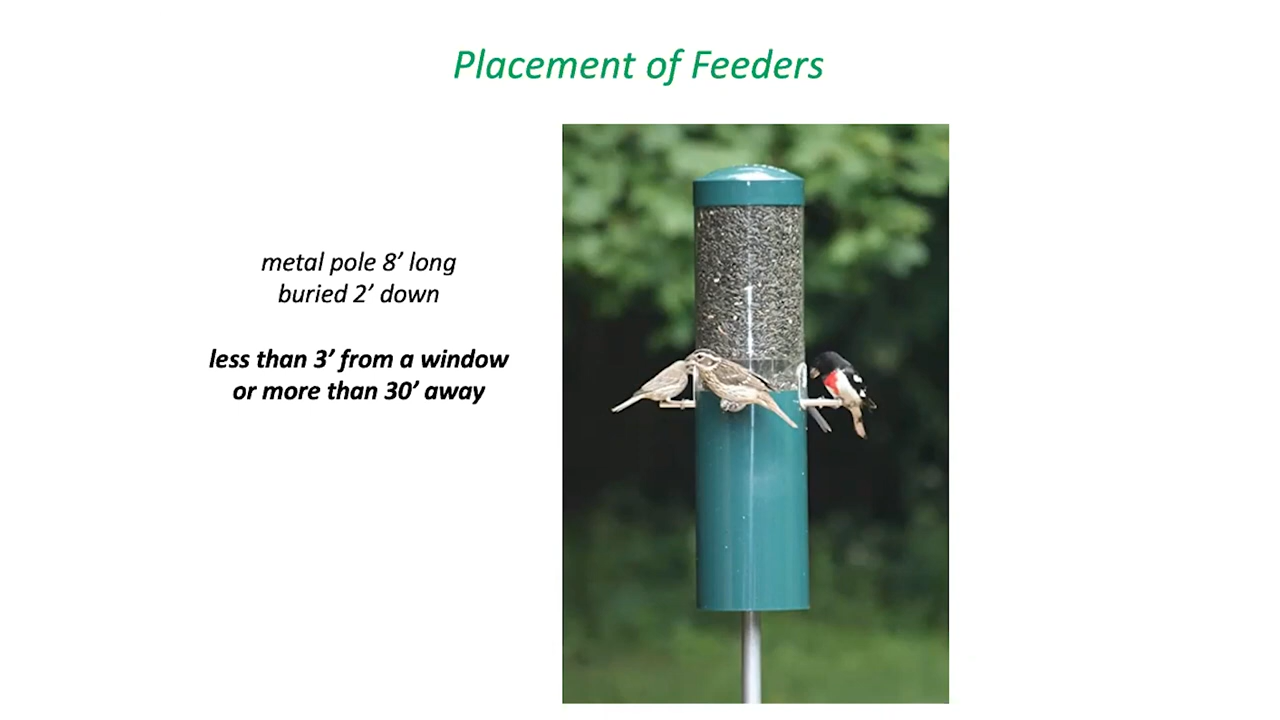 Placement of Feeders
metal pole 8’ long
buried 2’ down
less than 3’ from a window
or more than 30’ away